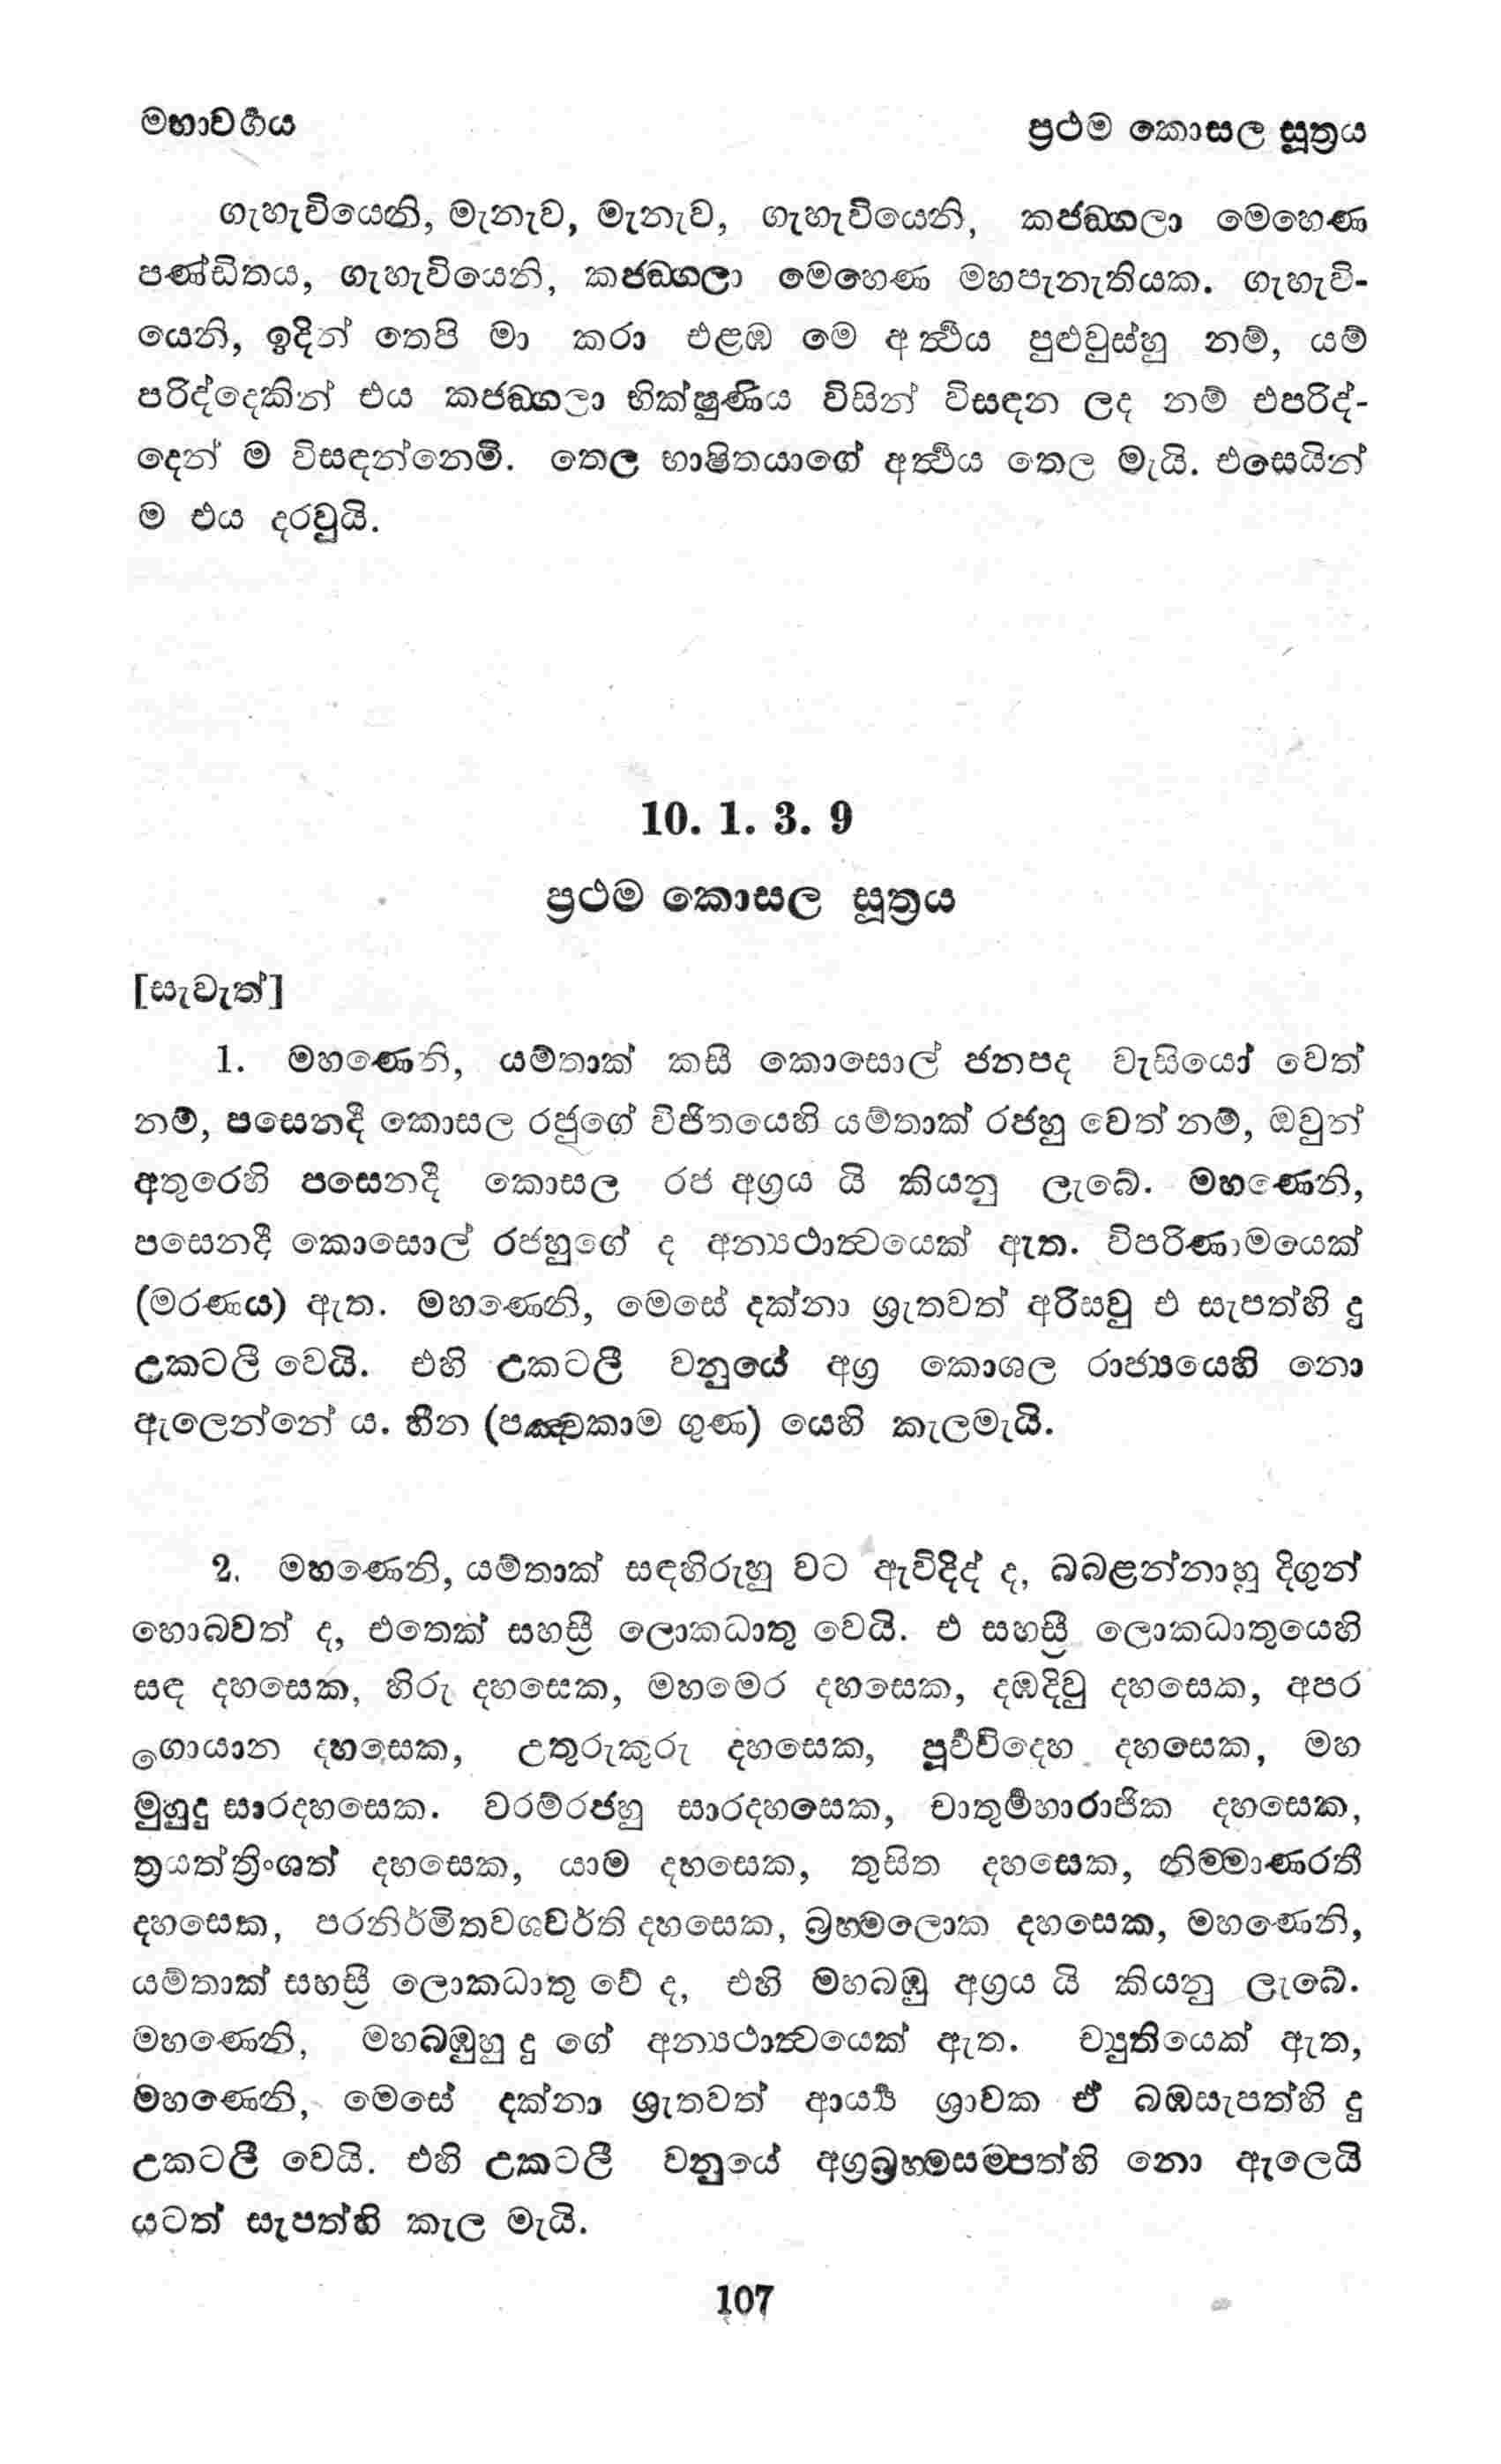 මහාවර්‍ගය ප්‍රථම කොසල සූත්‍රය
ගැහැවියෙනි, මැනැව, මැනැව, ගැහැවියෙනි, කජඞ්ගලා මෙහෙණ
පණ්ඩිතය, ගැහැවියෙනි, කජඞ්ගලා මෙහෙණ මහපැනැතියක. ගැහැවි-
යෙනි, ඉදින් තෙපි මා කරා එළඹ මෙ අර්‍ත්‍ථය පුළුවුස්හු නම්, යම්
පරිද්දෙකින් එය කජඞ්ගලා භික්ෂුණිය විසින් විසඳන ලද නම් එපරිද්-
දෙන් ම විසඳන්නෙමි. තෙල භාෂිතයාගේ අර්‍ත්‍ථය තෙල මැයි. එසෙයින්
ම එය දරවුයි.
10. 1. 3. 9
ප්‍රථම කොසල සූත්‍රය
[සැවැත්]
1. මහණෙනි, යම්තාක් කසී කොසොල් ජනපද වැසියෝ වෙත්
නම්, පසෙනදි කොසල රජුගේ විජිතයෙහි යම්තාක් රජහු වෙත් නම්, ඔවුන්
අතුරෙහි පසෙනදි කොසල රජ අග්‍රය යි කියනු ලැබේ. මහණෙනි,
පසෙනදි කොසොල් රජහුගේ ද අන්‍යථාත්‍වයෙක් ඇත. විපරිණාමයෙක්
(මරණය) ඇත. මහණෙනි, මෙසේ දක්නා ශ්‍රැතවත් අරිසවු එ සැපත්හි දු
උකටලී වෙයි. එහි උකටලී වනුයේ අග්‍ර කොශල රාජ්‍යයෙහි නො
ඇලෙන්නේ ය. හීන (පඤ්චකාම ගුණ) යෙහි කැලමැයි.
2. මහණෙනි, යම්තාක් සඳහිරුහු වට ඇවිදිද් ද, බබළන්නාහු දිගුන්
හොබවත් ද, එතෙක් සහස්‍රී ලොකධාතු වෙයි. එ සහස්‍රී ලොකධාතුයෙහි
සඳ දහසෙක, හිරු දහසෙක, මහමෙර දහසෙක, දඹදිවු දහසෙක, අපර
ගොයාන දහසෙක, උතුරුකුරු දහසෙක, පූර්‍වවිදෙහ දහසෙක, මහ
මුහුදු සාරදහසෙක. වරම්රජහු සාරදහසෙක, චාතුර්‍මහාරාජික දහසෙක,
ත්‍රයත්ත්‍රිංශත් දහසෙක, යාම දහසෙක, තුසිත දහසෙක, නිම්මාණරතී
දහසෙක, පරනිර්මිතවශවර්ති දහසෙක, බ්‍රහ්මලොක දහසෙක, මහණෙනි,
යම්තාක් සහස්‍රී ලොකධාතු වේ ද, එහි මහබඹු අග්‍රය යි කියනු ලැබේ.
මහණෙනි, මහබඹුහු දු ගේ අන්‍යථාත්‍වයෙක් ඇත. ච්‍යුතියෙක් ඇත,
මහණෙනි, මෙසේ දක්නා ශ්‍රැතවත් ආර්‍ය්‍ය ශ්‍රාවක ඒ බඹසැපත්හි දු
උකටලී වෙයි. එහි උකටලී වනුයේ අග්‍රබ්‍රහ්මසම්පත්හි නො ඇලෙයි
යටත් සැපත්හි කැල මැයි.
107